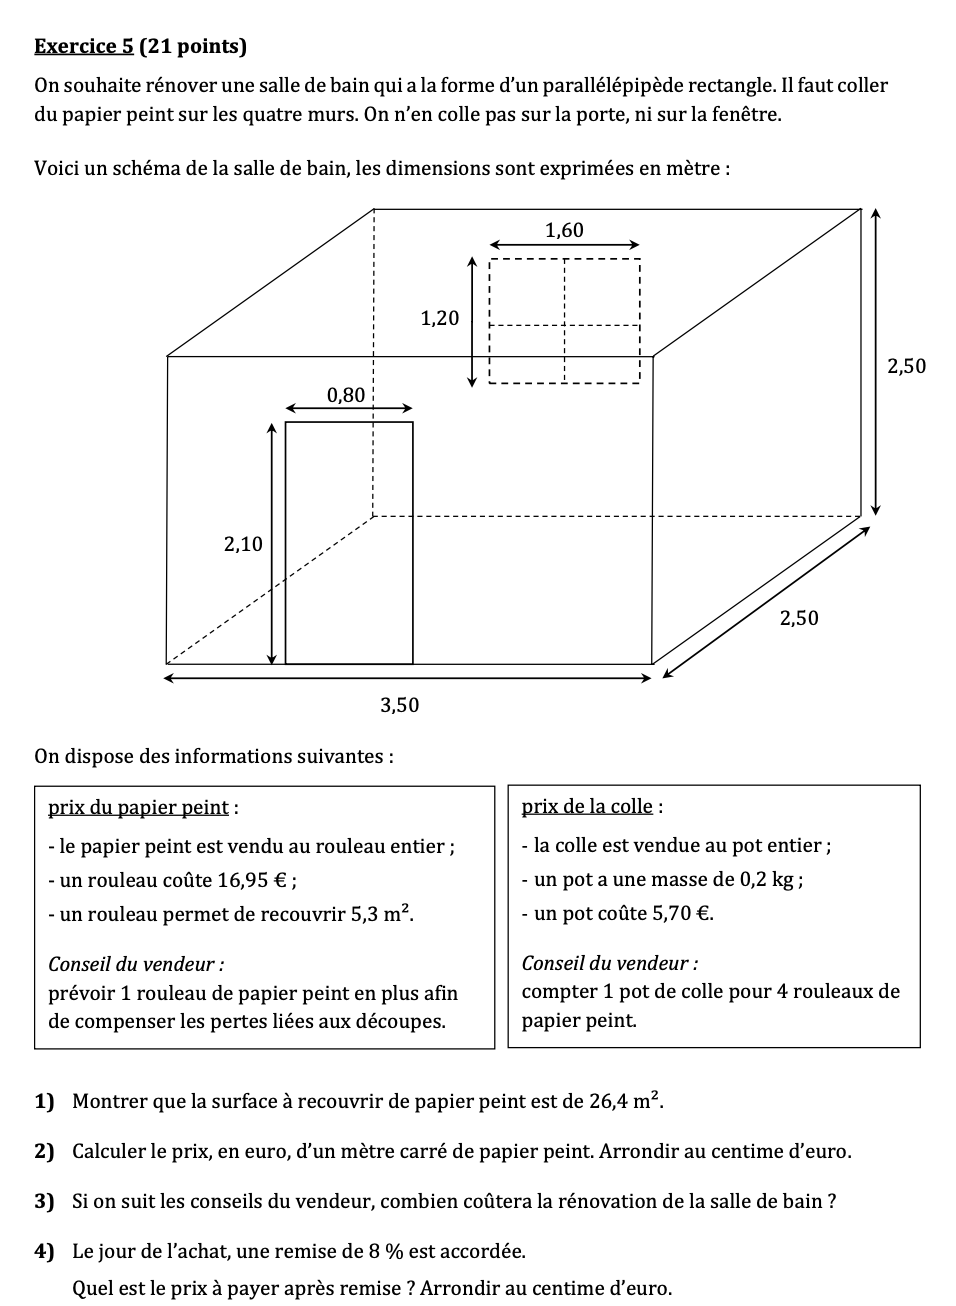 Exercice 5 (21 points)
On souhaite rénover une salle de bain qui a la forme d'un parallélépipède rectangle. Il faut coller
du papier peint sur les quatre murs. On n'en colle pas sur la porte, ni sur la fenêtre.
Voici un schéma de la salle de bain, les dimensions sont exprimées en mètre :
1,60
1,20
2,50
0,80
2,10
2,50
3,50
On dispose des informations suivantes :
prix du papier peint :
- le papier peint est vendu au rouleau entier ;
- un rouleau coûte 16,95 € ;
- un rouleau permet de recouvrir 5,3 m².
Conseil du vendeur :
prévoir 1 rouleau de papier peint en plus afin
de compenser les pertes liées aux découpes.
prix de la colle :
- la colle est vendue au pot entier ;
- un pot a une masse de 0,2 kg ;
- un pot coûte 5,70 €.
Conseil du vendeur :
compter 1 pot de colle pour 4 rouleaux de
papier peint.
1) Montrer que la surface à recouvrir de papier peint est de 26,4 m².
2) Calculer le prix, en euro, d'un mètre carré de papier peint. Arrondir au centime d'euro.
3) Si on suit les conseils du vendeur, combien coûtera la rénovation de la salle de bain ?
4) Le jour de l'achat, une remise de 8 % est accordée.
Quel est le prix à payer après remise ? Arrondir au centime d'euro.